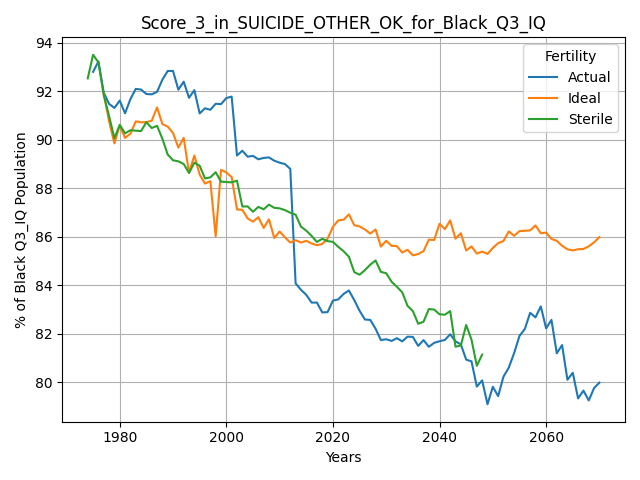 Score_3_in_SUICIDE_OTHER_OK_for_Black_Q3_IQ
% of Black Q3_IQ Population
94
92
90
88
86
84
82
80
Fertility
Actual
Ideal
Sterile
1980
2000
2020
2040
2060
Years